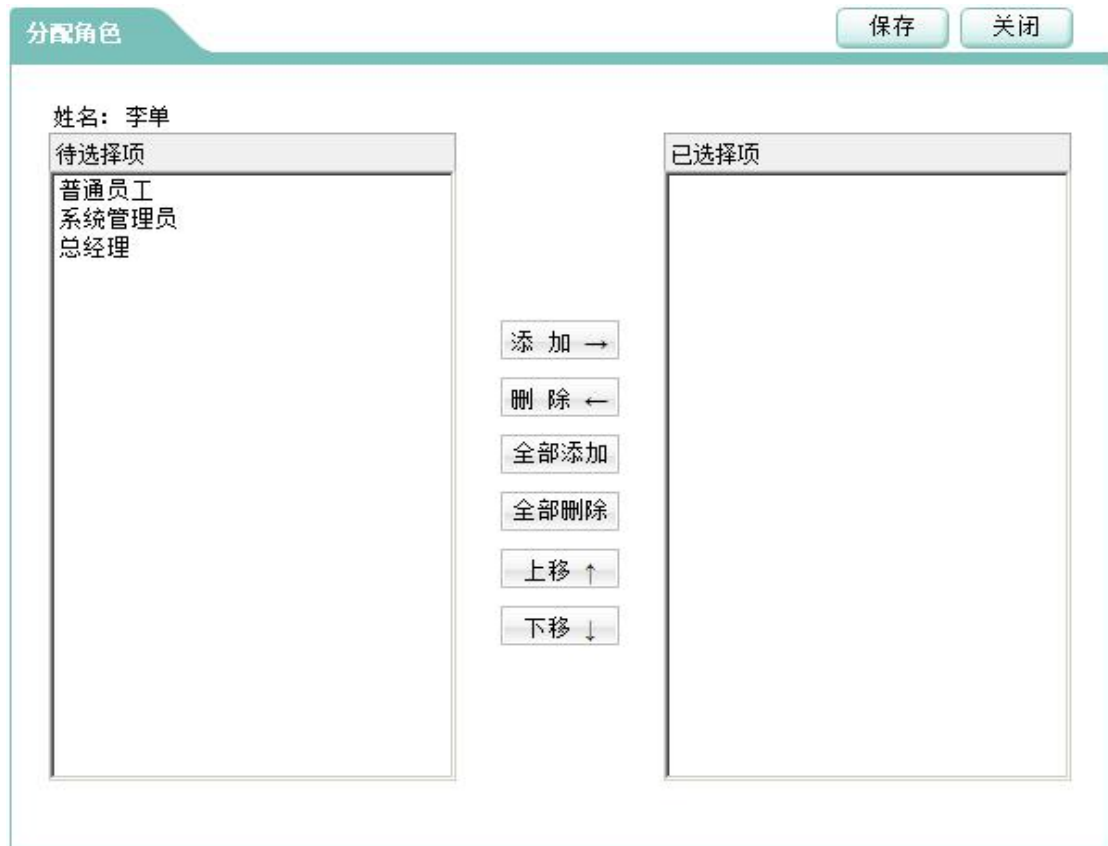 分配角色
保存
关闭
姓名：李单
待选择项
已选择项
普通员工
系统管理员
总经理
添 加 →
删 除 ←
全部添加
全部删除
上移 ↑
下移 ↓